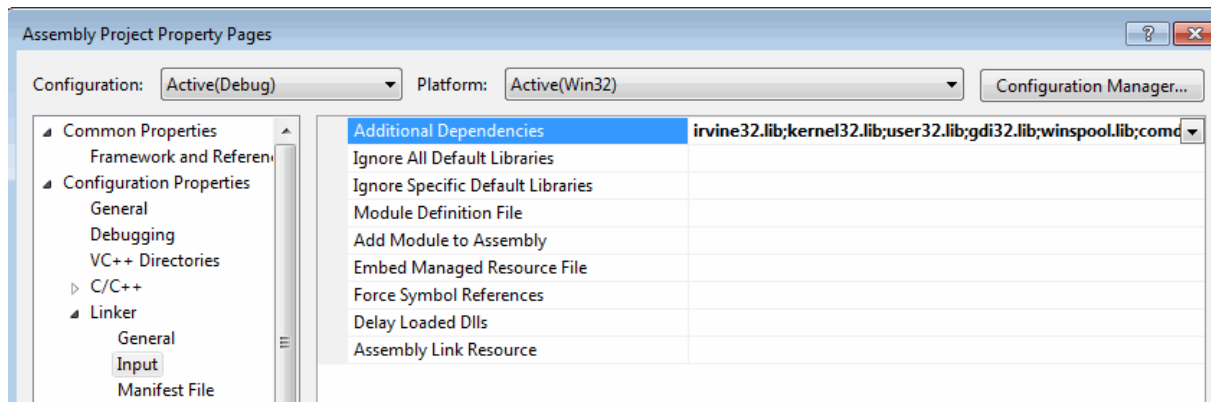 Assembly Project Property Pages
Configuration: Active(Debug) Platform: Active(Win32) Configuration Manager...
Common Properties
Framework and Referen
Configuration Properties
General
Debugging
VC++ Directories
C/C++
Linker
General
Input
Manifest File
Additional Dependencies irvine32.lib;kernel32.lib;user32.lib;gdi32.lib;winspool.lib;comd
Ignore All Default Libraries
Ignore Specific Default Libraries
Module Definition File
Add Module to Assembly
Embed Managed Resource File
Force Symbol References
Delay Loaded Dlls
Assembly Link Resource